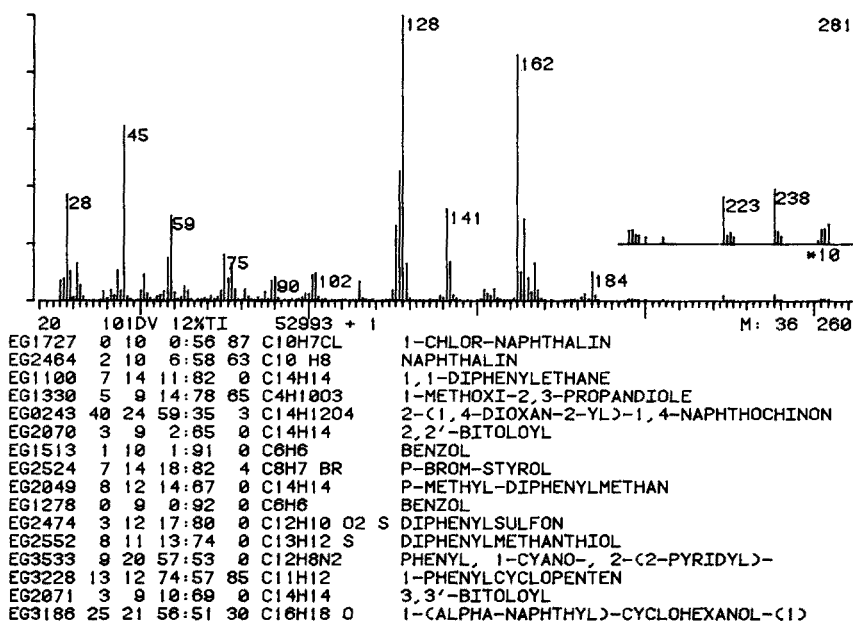 128
281
162
45
28
59
141
223
238
75
90
102
184
*10
20 101DV 12%TI 52993 + 1 M: 36 260
EG1727 0 10 0:56 87 C10H7CL 1-CHLOR-NAPHTHALIN
EG2464 2 10 6:58 63 C10 H8 NAPHTHALIN
EG1100 7 14 11:82 0 C14H14 1,1-DIPHENYLETHANE
EG1330 5 9 14:78 65 C4H10O3 1-METHOXI-2,3-PROPANDIOLE
EG0243 40 24 59:35 3 C14H12O4 2-(1,4-DIOXAN-2-YL)-1,4-NAPHTHOCHINON
EG2070 3 9 2:65 0 C14H14 2,2'-BITOLOYL
EG1513 1 10 1:91 0 C6H6 BENZOL
EG2524 7 14 18:82 4 C8H7 BR P-BROM-STYROL
EG2049 8 12 14:67 0 C14H14 P-METHYL-DIPHENYLMETHAN
EG1278 0 9 0:92 0 C6H6 BENZOL
EG2474 3 12 17:80 0 C12H10 O2 S DIPHENYLSULFON
EG2552 8 11 13:74 0 C13H12 S DIPHENYLMETHANTHIOL
EG3533 9 20 57:53 0 C12H8N2 PHENYL, 1-CYANO-, 2-(2-PYRIDYL)-
EG3228 13 12 74:57 85 C11H12 1-PHENYLCYCLOPENTEN
EG2071 3 9 10:69 0 C14H14 3,3'-BITOLOYL
EG3186 25 21 56:51 30 C16H18 O 1-(ALPHA-NAPHTHYL)-CYCLOHEXANOL-(1)